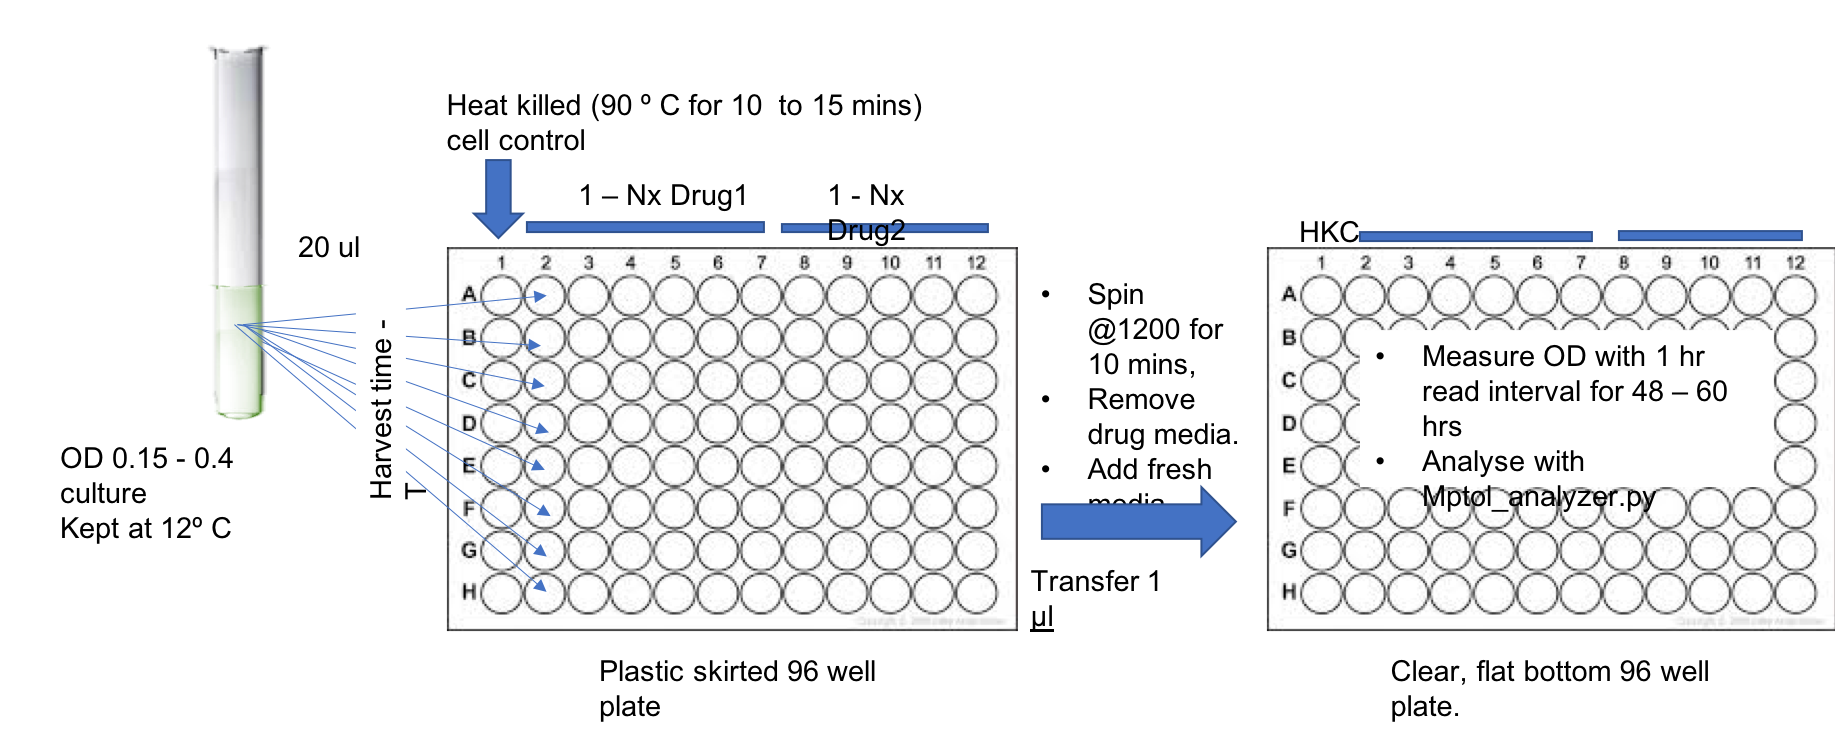 Heat killed (90 º C for 10  to 15 mins)
cell control
1 – Nx Drug1
1 - Nx
Drug2
20 ul
Harvest time -
T
OD 0.15 - 0.4
culture
Kept at 12º C
1 2 3 4 5 6 7 8 9 10 11 12
A
B
C
D
E
F
G
H
Plastic skirted 96 well
plate
• Spin
@1200 for
10 mins,
• Remove
drug media.
• Add fresh
media
Transfer 1
µl
HKC
1 2 3 4 5 6 7 8 9 10 11 12
A
B
C
D
E
F
G
H
• Measure OD with 1 hr
read interval for 48 – 60
hrs
• Analyse with
Mptol_analyzer.py
Clear, flat bottom 96 well
plate.